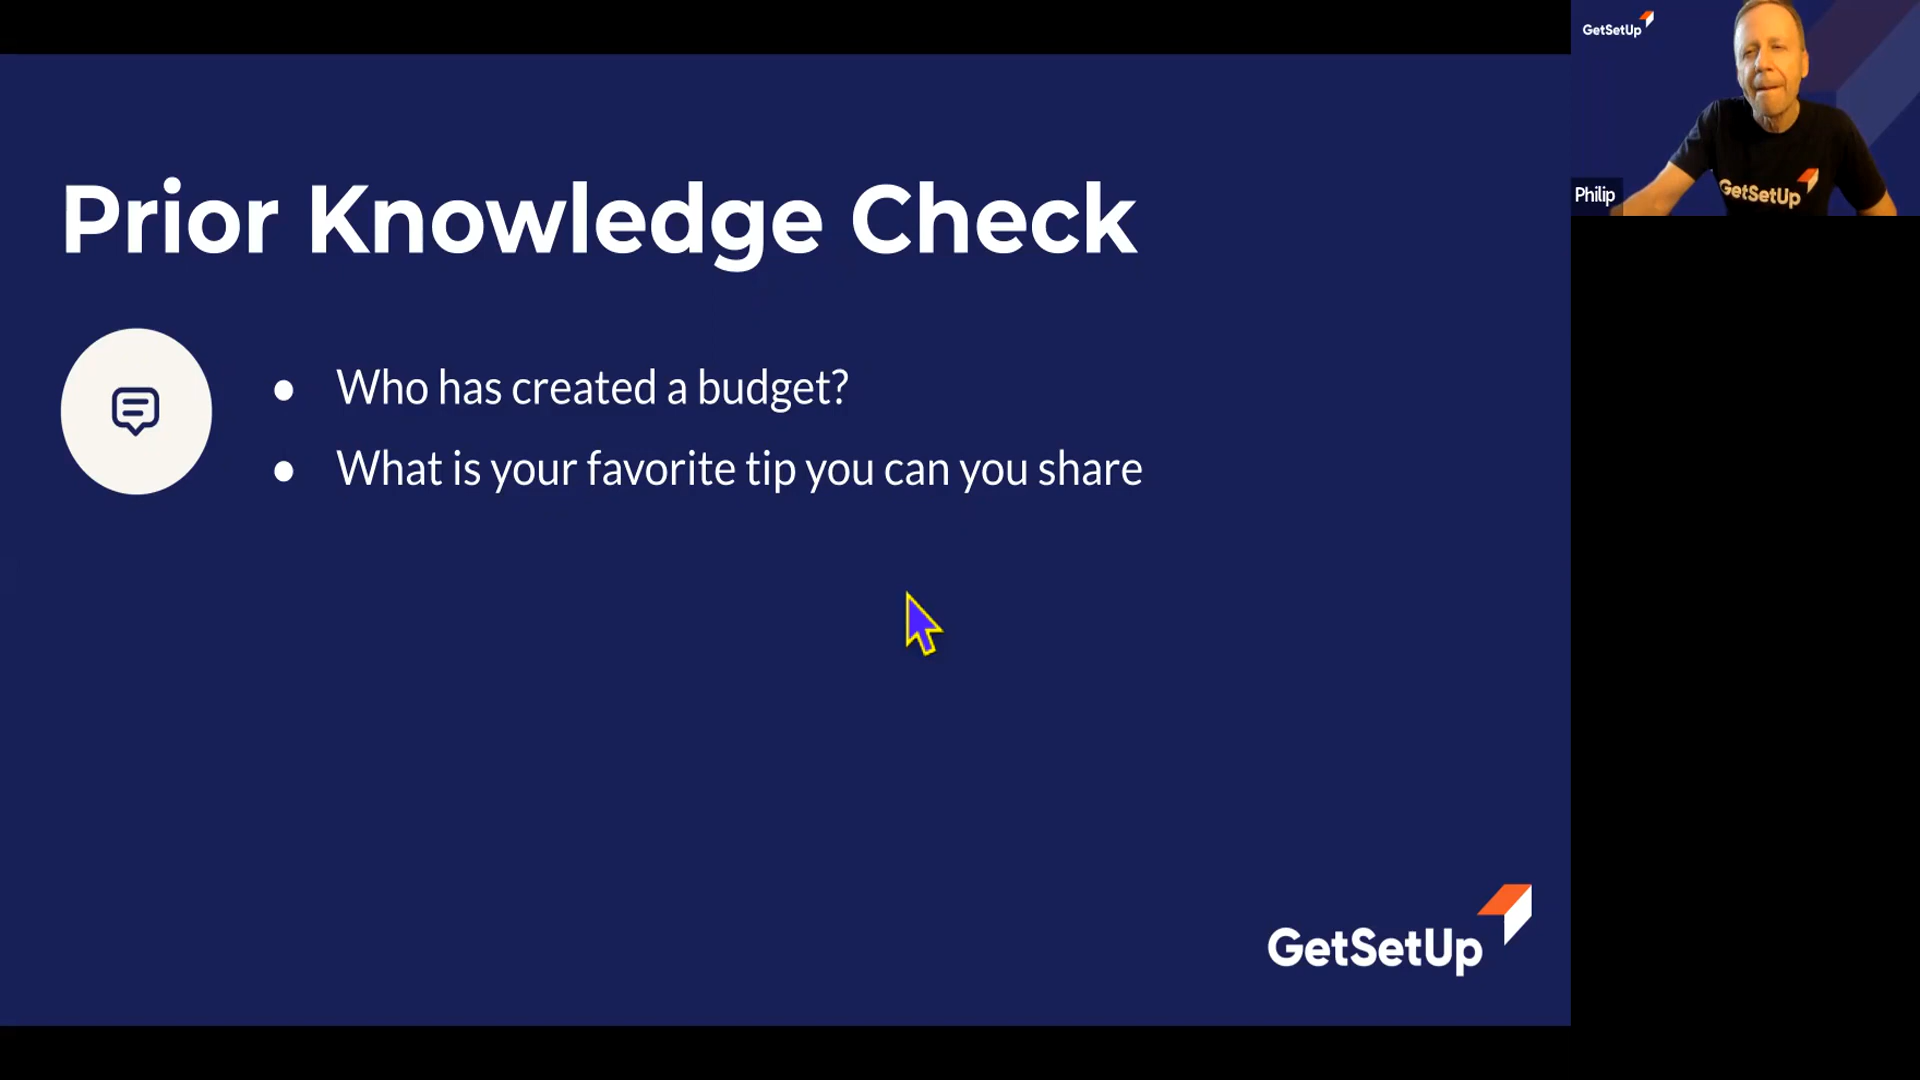 Prior Knowledge Check
Who has created a budget?
What is your favorite tip you can you share
GetSetUp
GetSetUp
GetSetUp
Philip